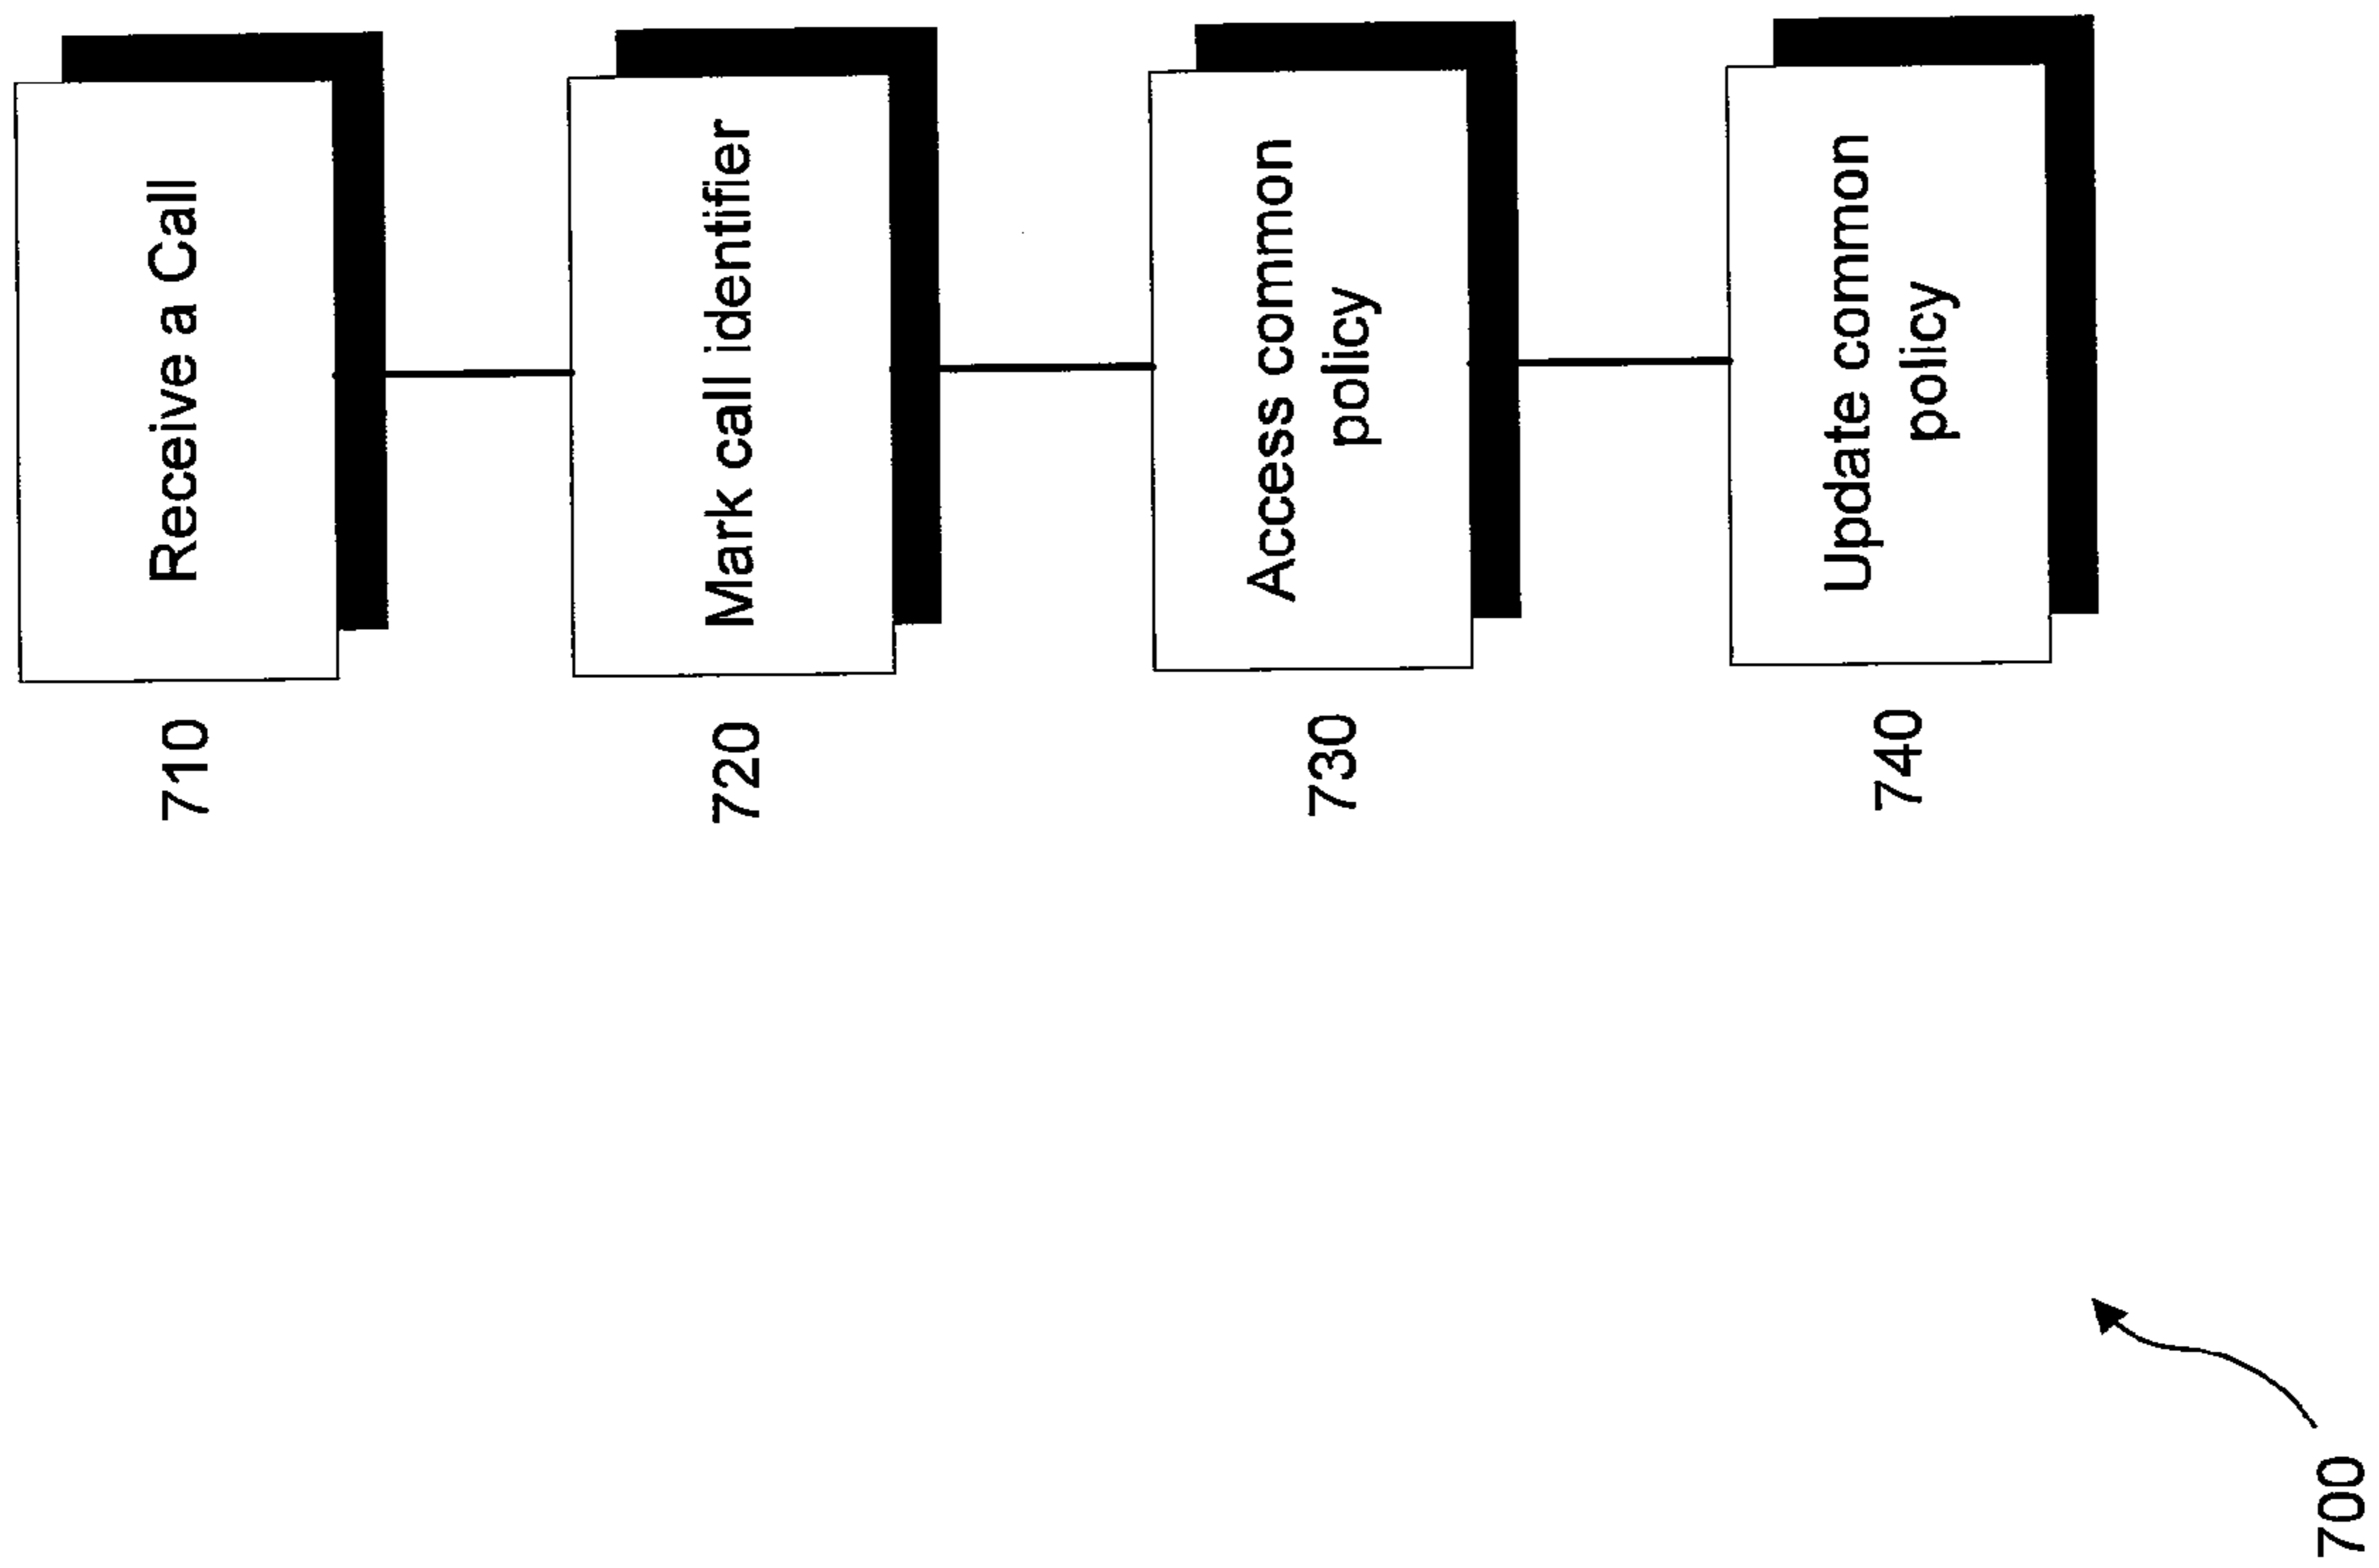 710
Receive a Call
720
Mark call identifier
730
Access common
policy
740
Update common
policy
700